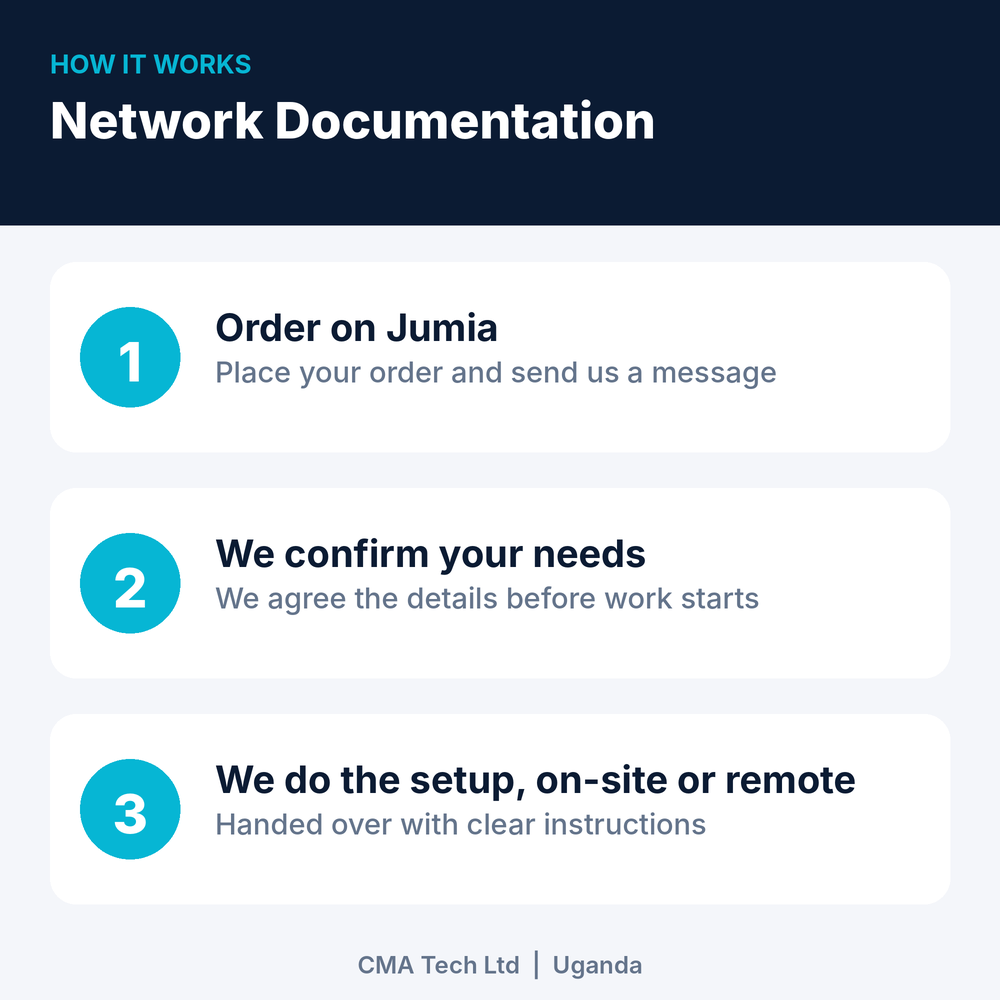 HOW IT WORKS
Network Documentation
1
Order on Jumia
Place your order and send us a message
2
We confirm your needs
We agree the details before work starts
3
We do the setup, on-site or remote
Handed over with clear instructions
CMA Tech Ltd | Uganda